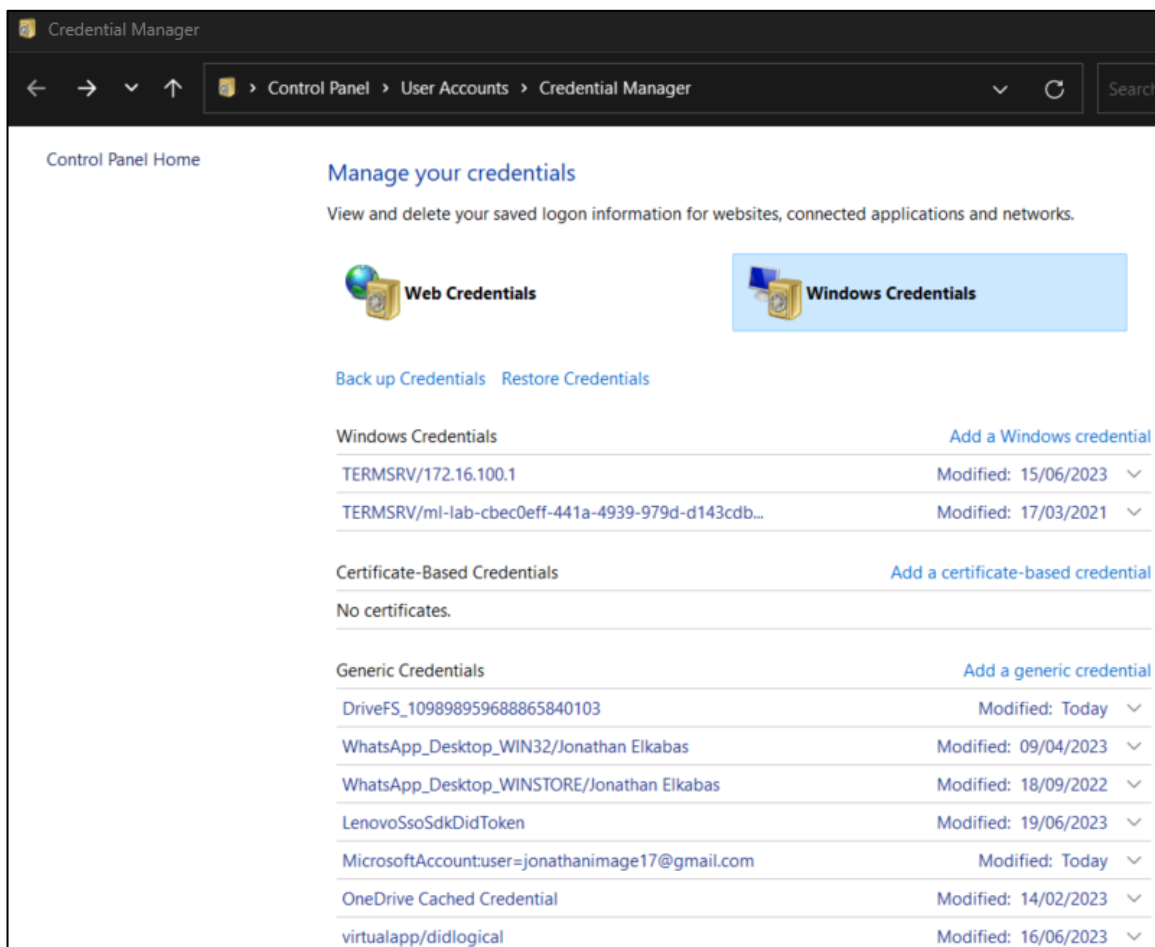 Credential Manager
Control Panel > User Accounts > Credential Manager
Search
Control Panel Home
Manage your credentials
View and delete your saved logon information for websites, connected applications and networks.
Web Credentials
Windows Credentials
Back up Credentials Restore Credentials
Windows Credentials Add a Windows credential
TERMSRV/172.16.100.1 Modified: 15/06/2023
TERMSRV/ml-lab-cbec0eff-441a-4939-979d-d143cdb... Modified: 17/03/2021
Certificate-Based Credentials Add a certificate-based credential
No certificates.
Generic Credentials Add a generic credential
DriveFS_109898959688865840103 Modified: Today
WhatsApp_Desktop_WIN32/Jonathan Elkabas Modified: 09/04/2023
WhatsApp_Desktop_WINSTORE/Jonathan Elkabas Modified: 18/09/2022
LenovoSsoSdkDidToken Modified: 19/06/2023
MicrosoftAccount:user=jonathanimage17@gmail.com Modified: Today
OneDrive Cached Credential Modified: 14/02/2023
virtualapp/didlogical Modified: 16/06/2023